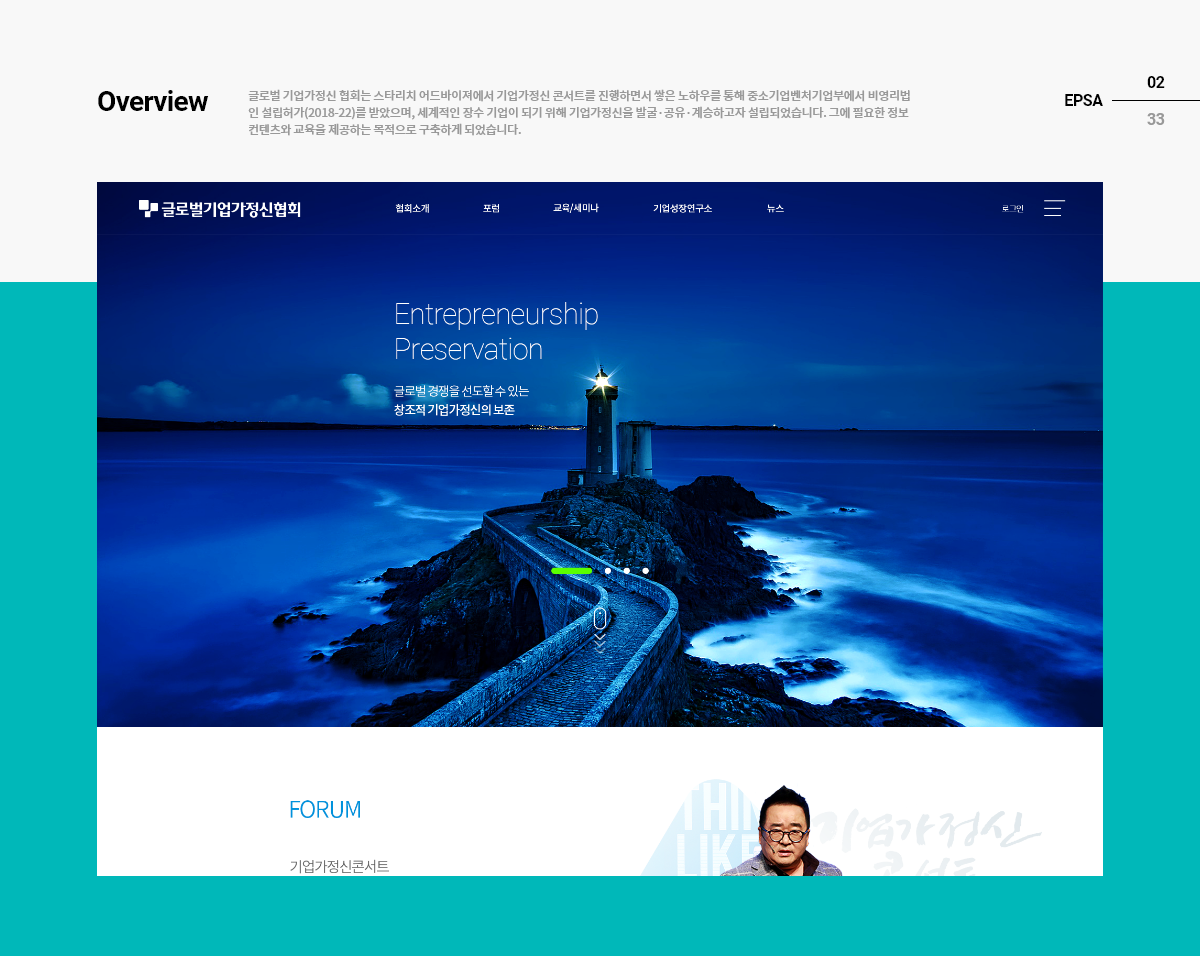 Overview
글로벌 기업가정신 협회는 스타리치 어드바이져에서 기업가정신 콘서트를 진행하면서 쌓은 노하우를 통해 중소기업벤처기업부에서 비영리법
인 설립허가(2018-22)를 받았으며, 세계적인 장수 기업이 되기 위해 기업가정신을 발굴·공유·계승하고자 설립되었습니다. 그에 필요한 정보
컨텐츠와 교육을 제공하는 목적으로 구축하게 되었습니다.
02
EPSA
33
글로벌기업가정신협회
협회소개 포럼 교육/세미나 기업성장연구소 뉴스
로그인
Entrepreneurship
Preservation
글로벌 경쟁을 선도할 수 있는
창조적 기업가정신의 보존
FORUM
기업가정신콘서트
THI
LIKE
기업가정신
콘서트